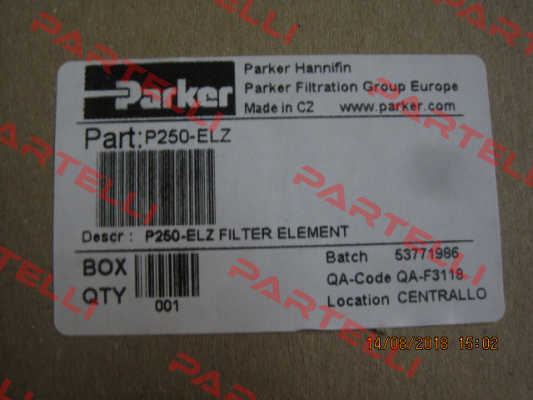 Parker
Parker Hannifin
Parker Filtration Group Europe
Made in CZ www.parker.com
Part: P250-ELZ
Descr : P250-ELZ FILTER ELEMENT
BOX
QTY
001
Batch 53771986
QA-Code QA-F3118
Location CENTRALLO
14/08/2018 15:02
PARTELLI
PARTELLI
PARTELLI
PARTELLI
PARTELLI
PARTELLI